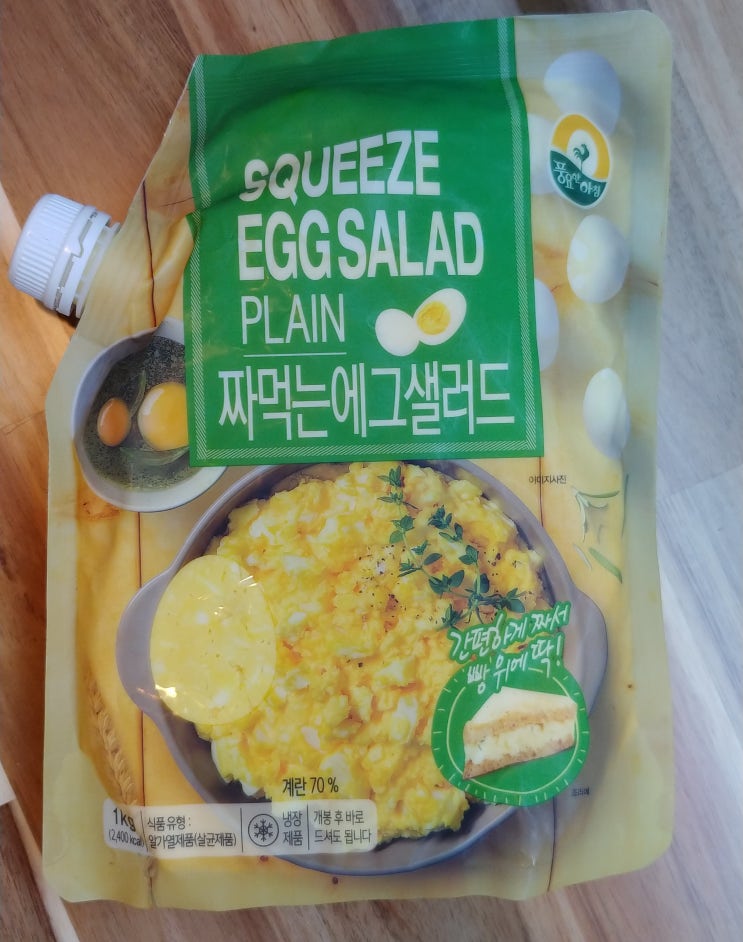 SQUEEZE
EGG SALAD
PLAIN
짜먹는에그샐러드
풍요한
아침
이미지사진
간편하게 짜서
빵 위에 딱!
계란 70 %
1kg
(2,400 kcal)
식품 유형 :
알가열제품(살균제품)
냉장
제품
개봉 후 바로
드셔도 됩니다